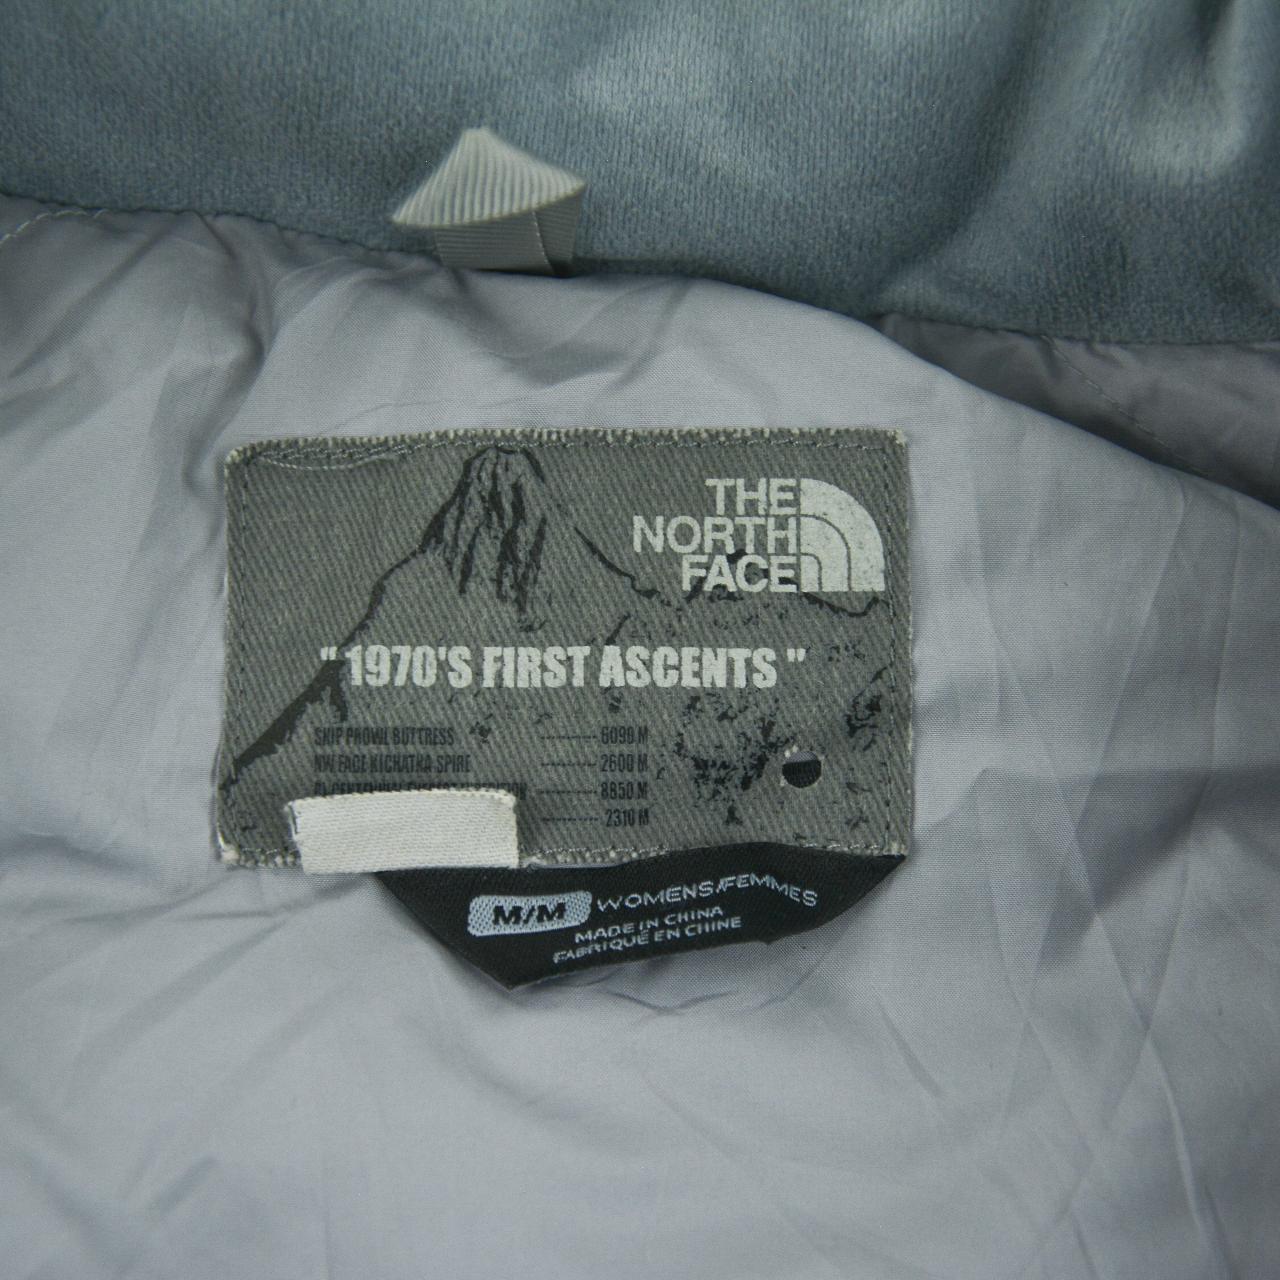 THE
NORTH
FACE
" 1970'S FIRST ASCENTS "
SHIP PROWL BUTTRESS 6090 M
NW FACE KICHATKA SPIRE 2600 M
8850 M
2310 M
M/M WOMENS/FEMMES
MADE IN CHINA
FABRIQUÉ EN CHINE